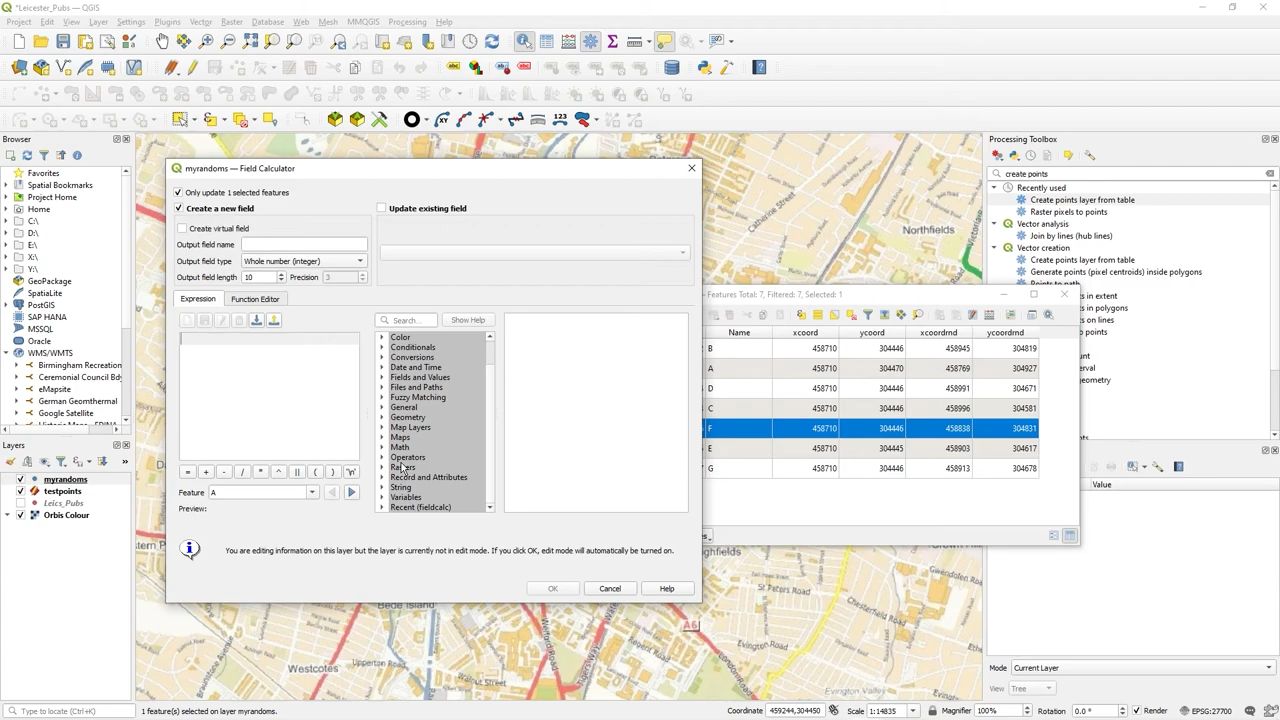 *Leicester_Pubs — QGIS
Project Edit View Layer Settings Plugins Vector Raster Database Web Mesh MMQGIS Processing Help
Browser
Favorites
Spatial Bookmarks
Project Home
Home
C:\
D:\
E:\
X:\
Y:\
GeoPackage
SpatiaLite
PostGIS
SAP HANA
MSSQL
Oracle
WMS/WMTS
Birmingham Recreation
Ceremonial Council Bdy
eMapsite
German Geomthermal
Google Satellite
Layers
myrandoms
testpoints
Leics_Pubs
Orbis Colour
myrandoms — Field Calculator
Only update 1 selected features
Create a new field
Update existing field
Create virtual field
Output field name
Output field type Whole number (integer)
Output field length 10 Precision 3
Expression Function Editor
Search... Show Help
Color
Conditionals
Conversions
Date and Time
Fields and Values
Files and Paths
Fuzzy Matching
General
Geometry
Map Layers
Maps
Math
Operators
Rasters
Record and Attributes
String
Variables
Recent (fieldcalc)
= + - / * ^ || ( ) '\n'
Feature A
Preview:
You are editing information on this layer but the layer is currently not in edit mode. If you click OK, edit mode will automatically be turned on.
OK Cancel Help
— Features Total: 7, Filtered: 7, Selected: 1
Name xcoord ycoord xcoordrnd ycoordrnd
B 458710 304446 458945 304819
A 458710 304470 458769 304927
D 458710 304446 458991 304671
C 458710 304446 458996 304581
F 458710 304446 458838 304831
E 458710 304445 458903 304617
G 458710 304446 458913 304678
Catherine Street
Northfields
Bede Island
Westcotes
Upperton Road
A6
St Peters Road
Evington Valley
Processing Toolbox
create points
Recently used
Create points layer from table
Raster pixels to points
Vector analysis
Join by lines (hub lines)
Vector creation
Create points layer from table
Generate points (pixel centroids) inside polygons
Value
Mode Current Layer
View Tree
Type to locate (Ctrl+K)
1 feature(s) selected on layer myrandoms.
Coordinate 459244,304450 Scale 1:14835 Magnifier 100% Rotation 0.0 ° Render EPSG:27700